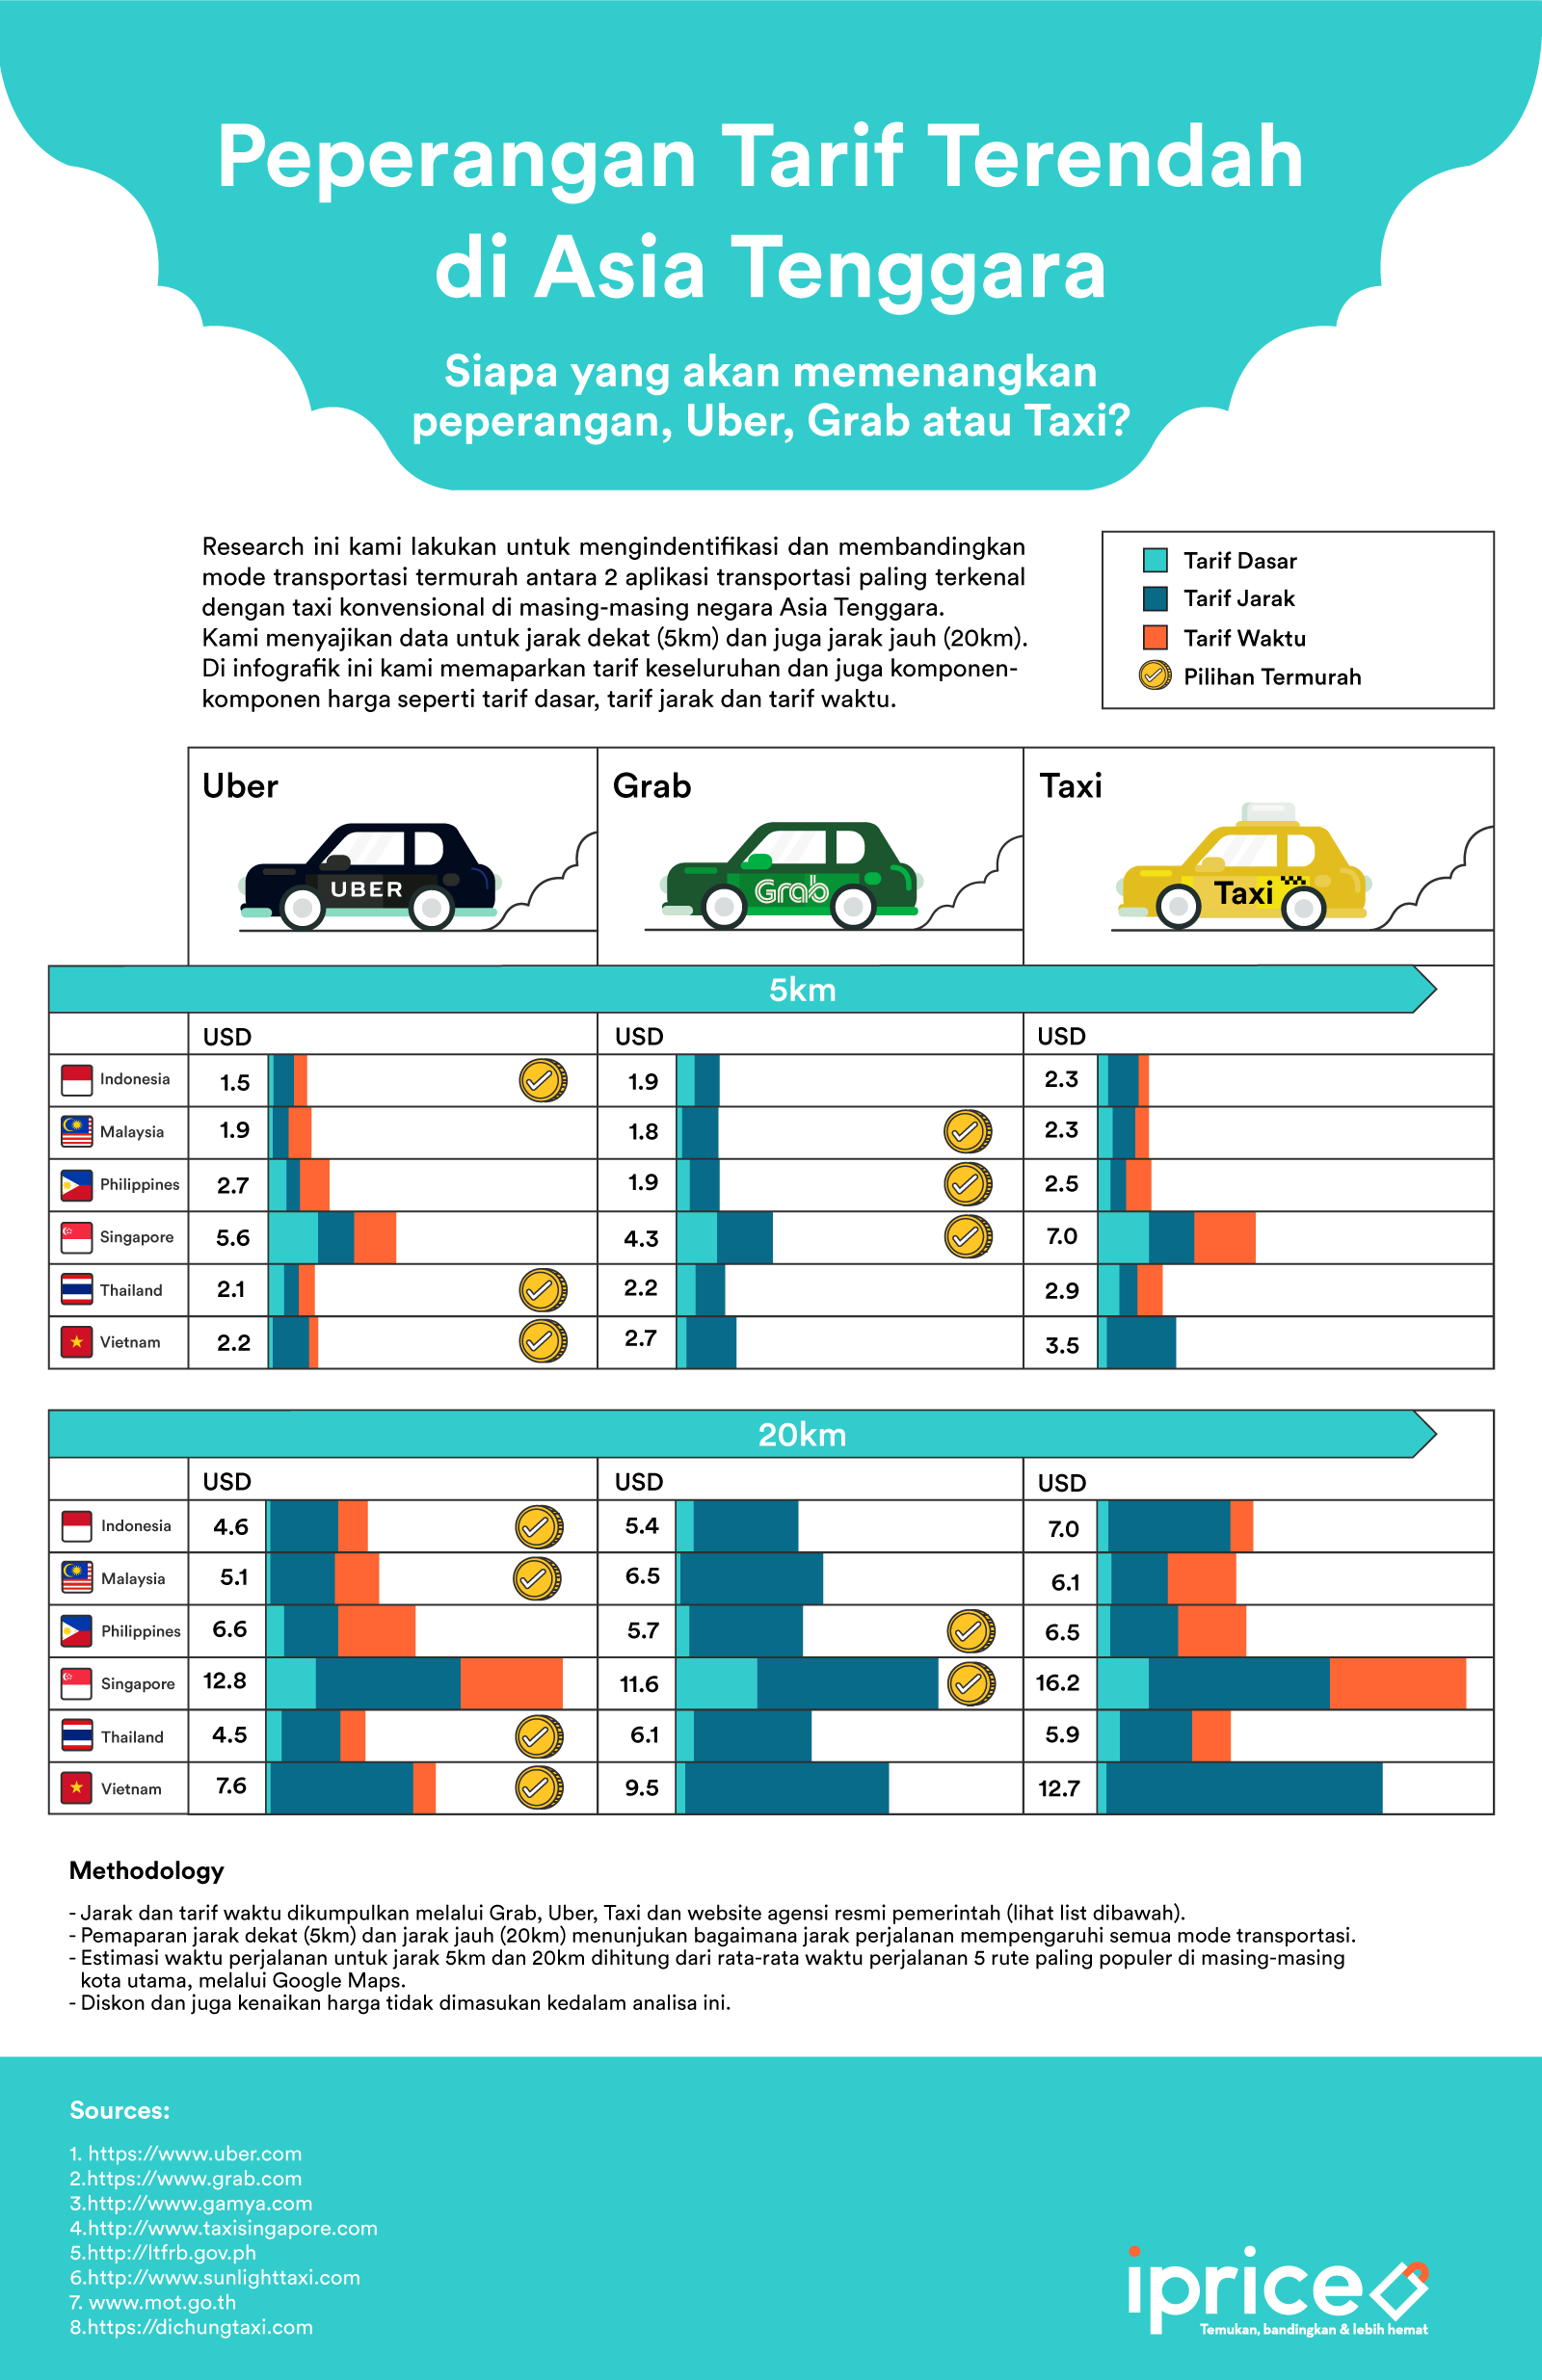 Peperangan Tarif Terendah
di Asia Tenggara
Siapa yang akan memenangkan
peperangan, Uber, Grab atau Taxi?
Research ini kami lakukan untuk mengindentifikasi dan membandingkan
mode transportasi termurah antara 2 aplikasi transportasi paling terkenal
dengan taxi konvensional di masing-masing negara Asia Tenggara.
Kami menyajikan data untuk jarak dekat (5km) dan juga jarak jauh (20km).
Di infografik ini kami memaparkan tarif keseluruhan dan juga komponen-
komponen harga seperti tarif dasar, tarif jarak dan tarif waktu.
Tarif Dasar
Tarif Jarak
Tarif Waktu
Pilihan Termurah
Uber Grab Taxi
UBER Grab Taxi
5km
USD USD USD
Indonesia 1.5 1.9 2.3
Malaysia 1.9 1.8 2.3
Philippines 2.7 1.9 2.5
Singapore 5.6 4.3 7.0
Thailand 2.1 2.2 2.9
Vietnam 2.2 2.7 3.5
20km
USD USD USD
Indonesia 4.6 5.4 7.0
Malaysia 5.1 6.5 6.1
Philippines 6.6 5.7 6.5
Singapore 12.8 11.6 16.2
Thailand 4.5 6.1 5.9
Vietnam 7.6 9.5 12.7
Methodology
- Jarak dan tarif waktu dikumpulkan melalui Grab, Uber, Taxi dan website agensi resmi pemerintah (lihat list dibawah).
- Pemaparan jarak dekat (5km) dan jarak jauh (20km) menunjukan bagaimana jarak perjalanan mempengaruhi semua mode transportasi.
- Estimasi waktu perjalanan untuk jarak 5km dan 20km dihitung dari rata-rata waktu perjalanan 5 rute paling populer di masing-masing
kota utama, melalui Google Maps.
- Diskon dan juga kenaikan harga tidak dimasukan kedalam analisa ini.
Sources:
1. https://www.uber.com
2.https://www.grab.com
3.http://www.gamya.com
4.http://www.taxisingapore.com
5.http://ltfrb.gov.ph
6.http://www.sunlighttaxi.com
7. www.mot.go.th
8.https://dichungtaxi.com
iprice
Temukan, bandingkan & lebih hemat